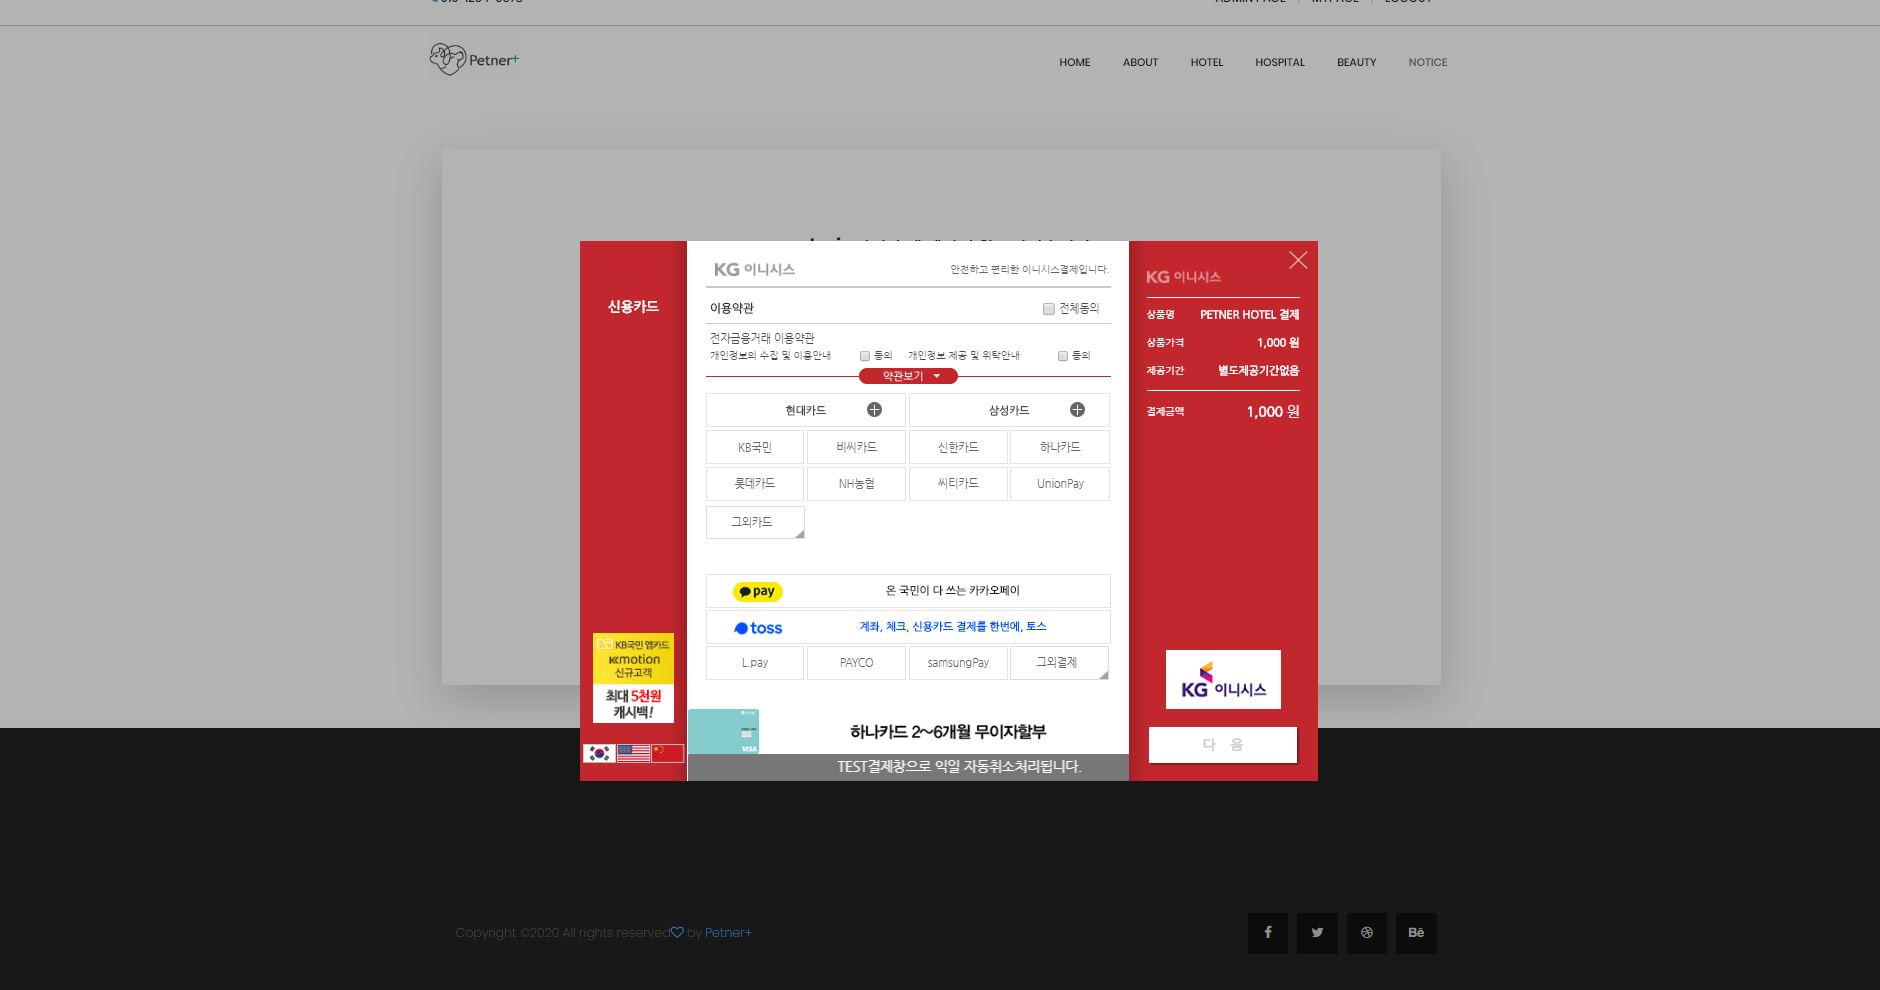 Petner+
HOME ABOUT HOTEL HOSPITAL BEAUTY NOTICE
신용카드
KG 이니시스
안전하고 편리한 이니시스결제입니다.
이용약관
전체동의
전자금융거래 이용약관
개인정보의 수집 및 이용안내 동의 개인정보 제공 및 위탁안내 동의
약관보기
현대카드 삼성카드
KB국민 비씨카드 신한카드 하나카드
롯데카드 NH농협 씨티카드 UnionPay
그외카드
pay 온 국민이 다 쓰는 카카오페이
toss 계좌, 체크, 신용카드 결제를 한번에, 토스
L.pay PAYCO samsungPay 그외결제
VISA
하나카드 2~6개월 무이자할부
TEST결제창으로 익일 자동취소처리됩니다.
KB국민 앱카드
Kmotion
신규고객
최대 5천원
캐시백!
KG 이니시스
상품명 PETNER HOTEL 결제
상품가격 1,000 원
제공기간 별도제공기간없음
결제금액 1,000 원
KG 이니시스
다 음
Copyright ©2020 All rights reserved by Petner+
Bē